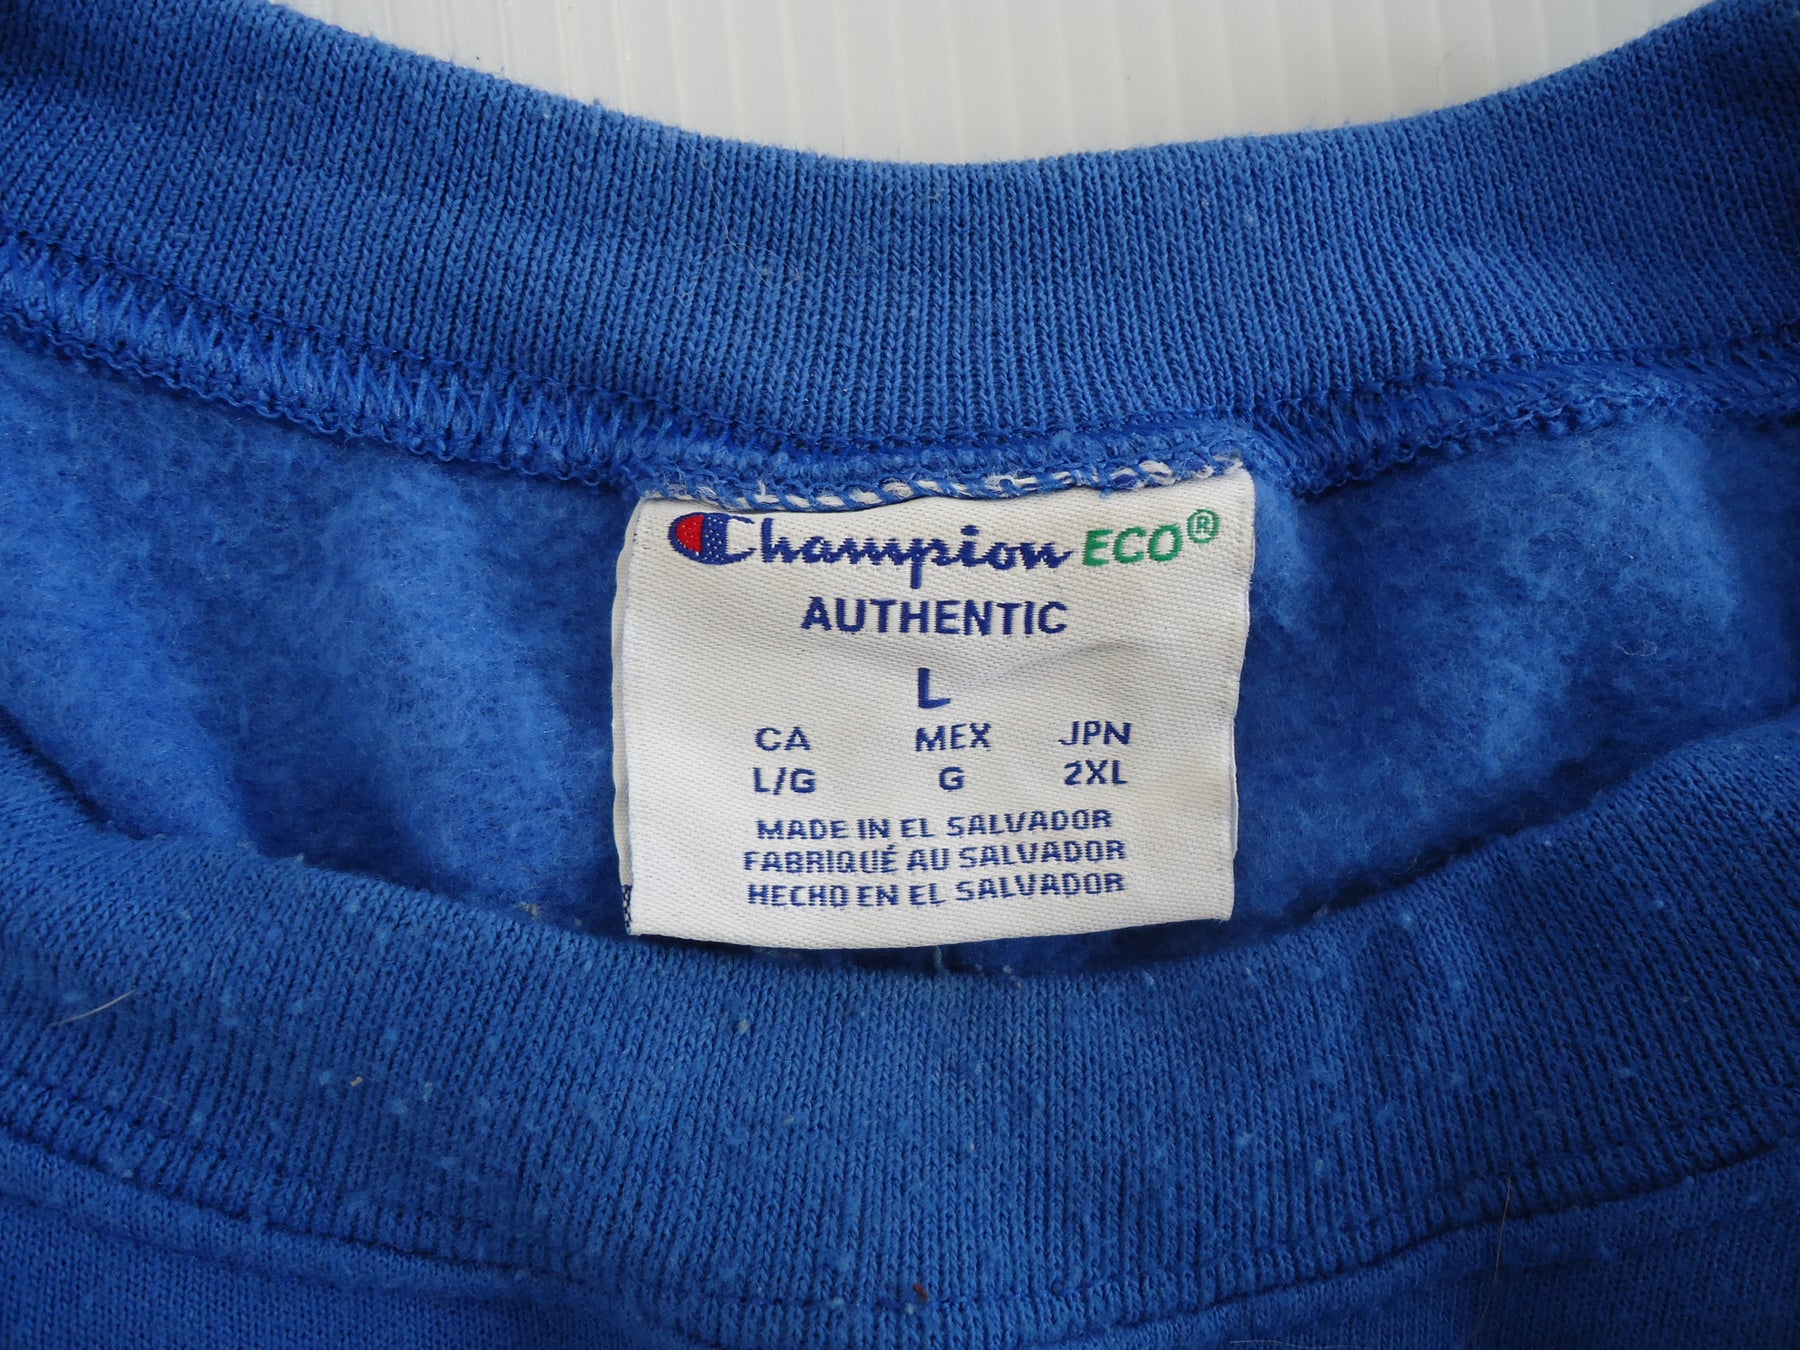 Champion ECO®
AUTHENTIC
L
CA MEX JPN
L/G G 2XL
MADE IN EL SALVADOR
FABRIQUÉ AU SALVADOR
HECHO EN EL SALVADOR